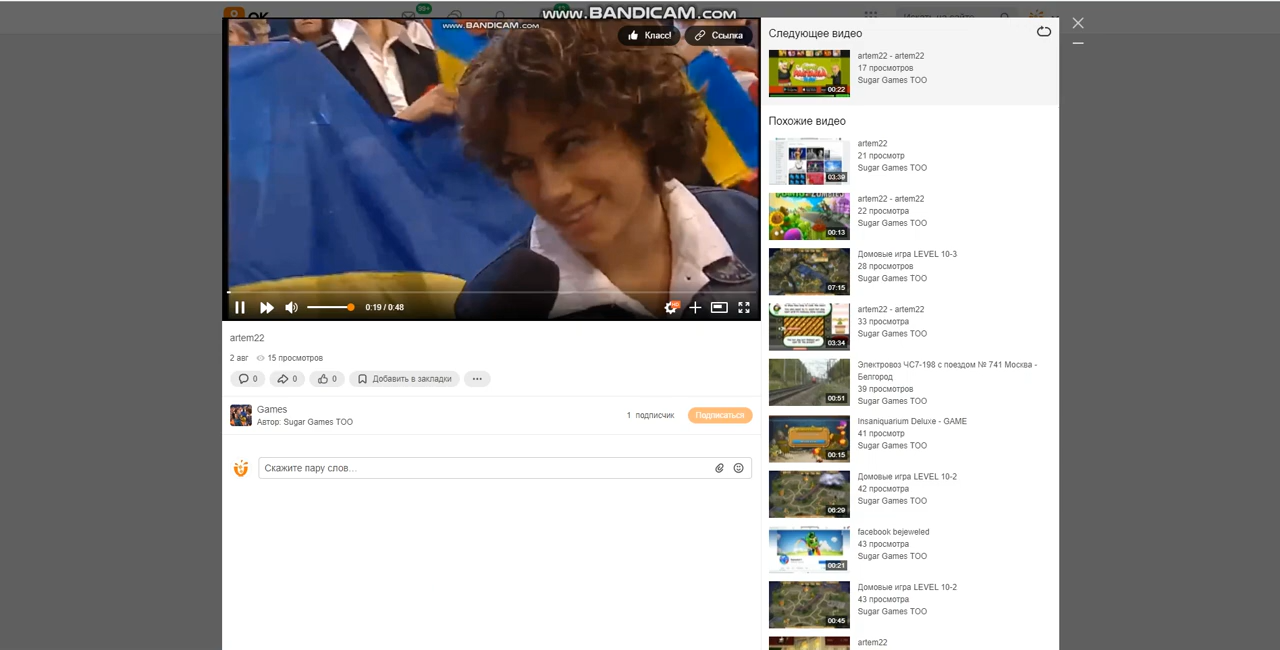 OK
99+
www.BANDICAM.com
Искать на сайте
www.BANDICAM.com
Класс!
Ссылка
HD
0:19 / 0:48
artem22
2 авг
15 просмотров
0
0
0
Добавить в закладки
Games
Автор: Sugar Games TOO
1 подписчик
Подписаться
Скажите пару слов...
Следующее видео
00:22
artem22 - artem22
17 просмотров
Sugar Games TOO
Похожие видео
03:39
artem22
21 просмотр
Sugar Games TOO
00:13
artem22 - artem22
22 просмотра
Sugar Games TOO
07:15
Домовые игра LEVEL 10-3
28 просмотров
Sugar Games TOO
03:34
artem22 - artem22
33 просмотра
Sugar Games TOO
00:51
Электровоз ЧС7-198 с поездом № 741 Москва -
Белгород
39 просмотров
Sugar Games TOO
00:15
Insaniquarium Deluxe - GAME
41 просмотр
Sugar Games TOO
06:29
Домовые игра LEVEL 10-2
42 просмотра
Sugar Games TOO
00:21
facebook bejeweled
43 просмотра
Sugar Games TOO
00:45
Домовые игра LEVEL 10-2
43 просмотра
Sugar Games TOO
artem22